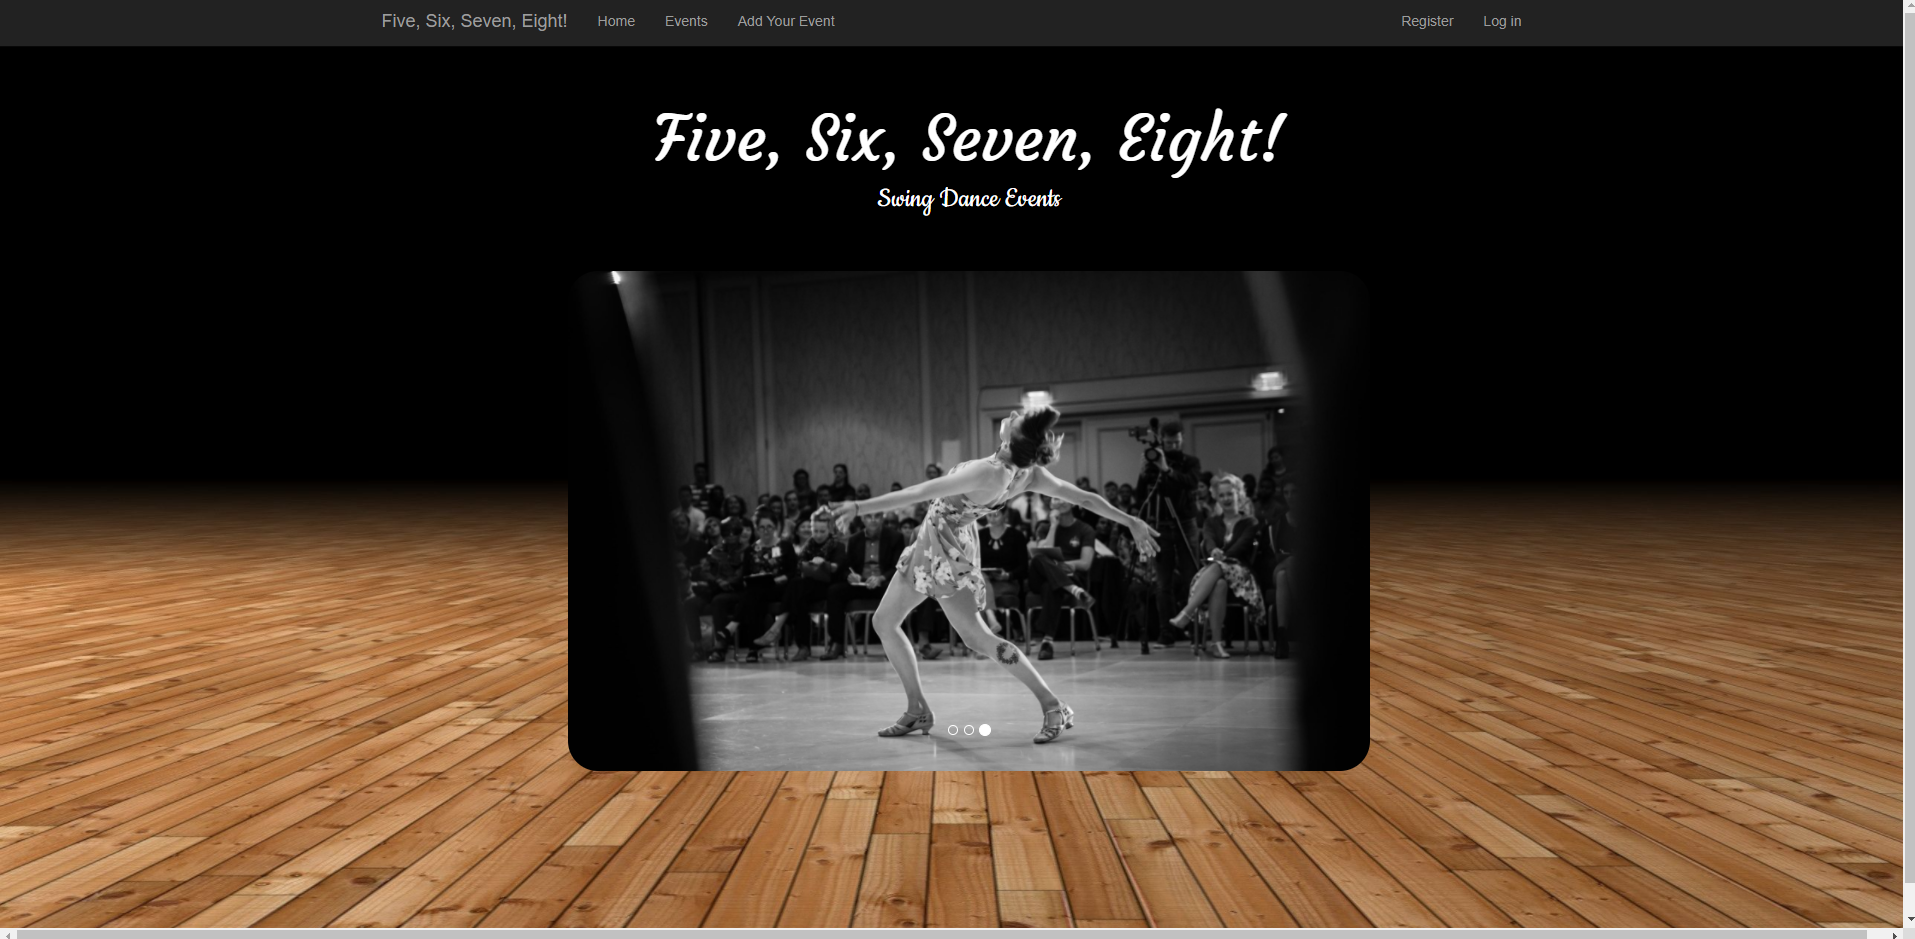 Five, Six, Seven, Eight! Home Events Add Your Event Register Log in
Five, Six, Seven, Eight!
Swing Dance Events